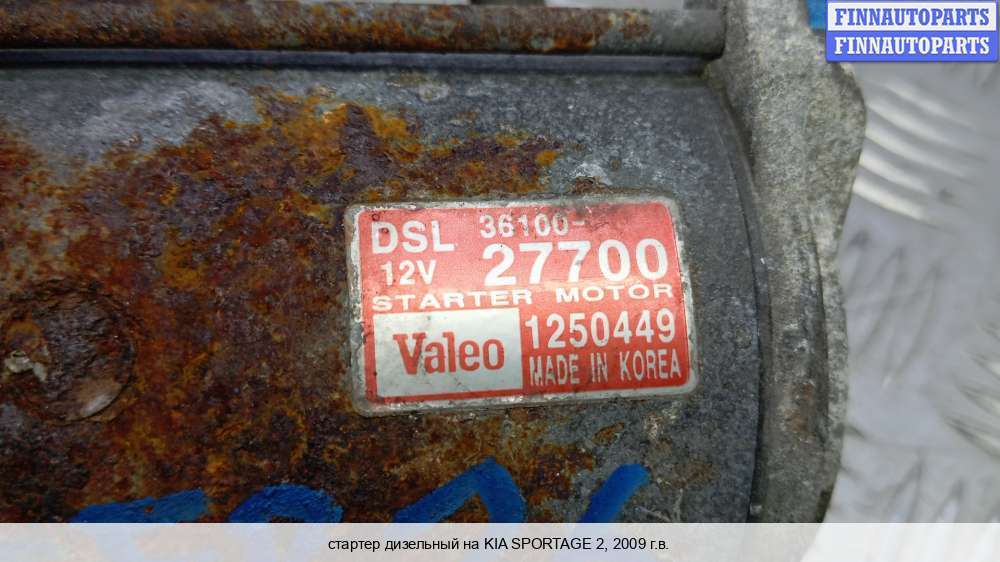 FINNAUTOPARTS
FINNAUTOPARTS
DSL 36100-
12V 27700
STARTER MOTOR
Valeo 1250449
MADE IN KOREA
стартер дизельный на KIA SPORTAGE 2, 2009 г.в.